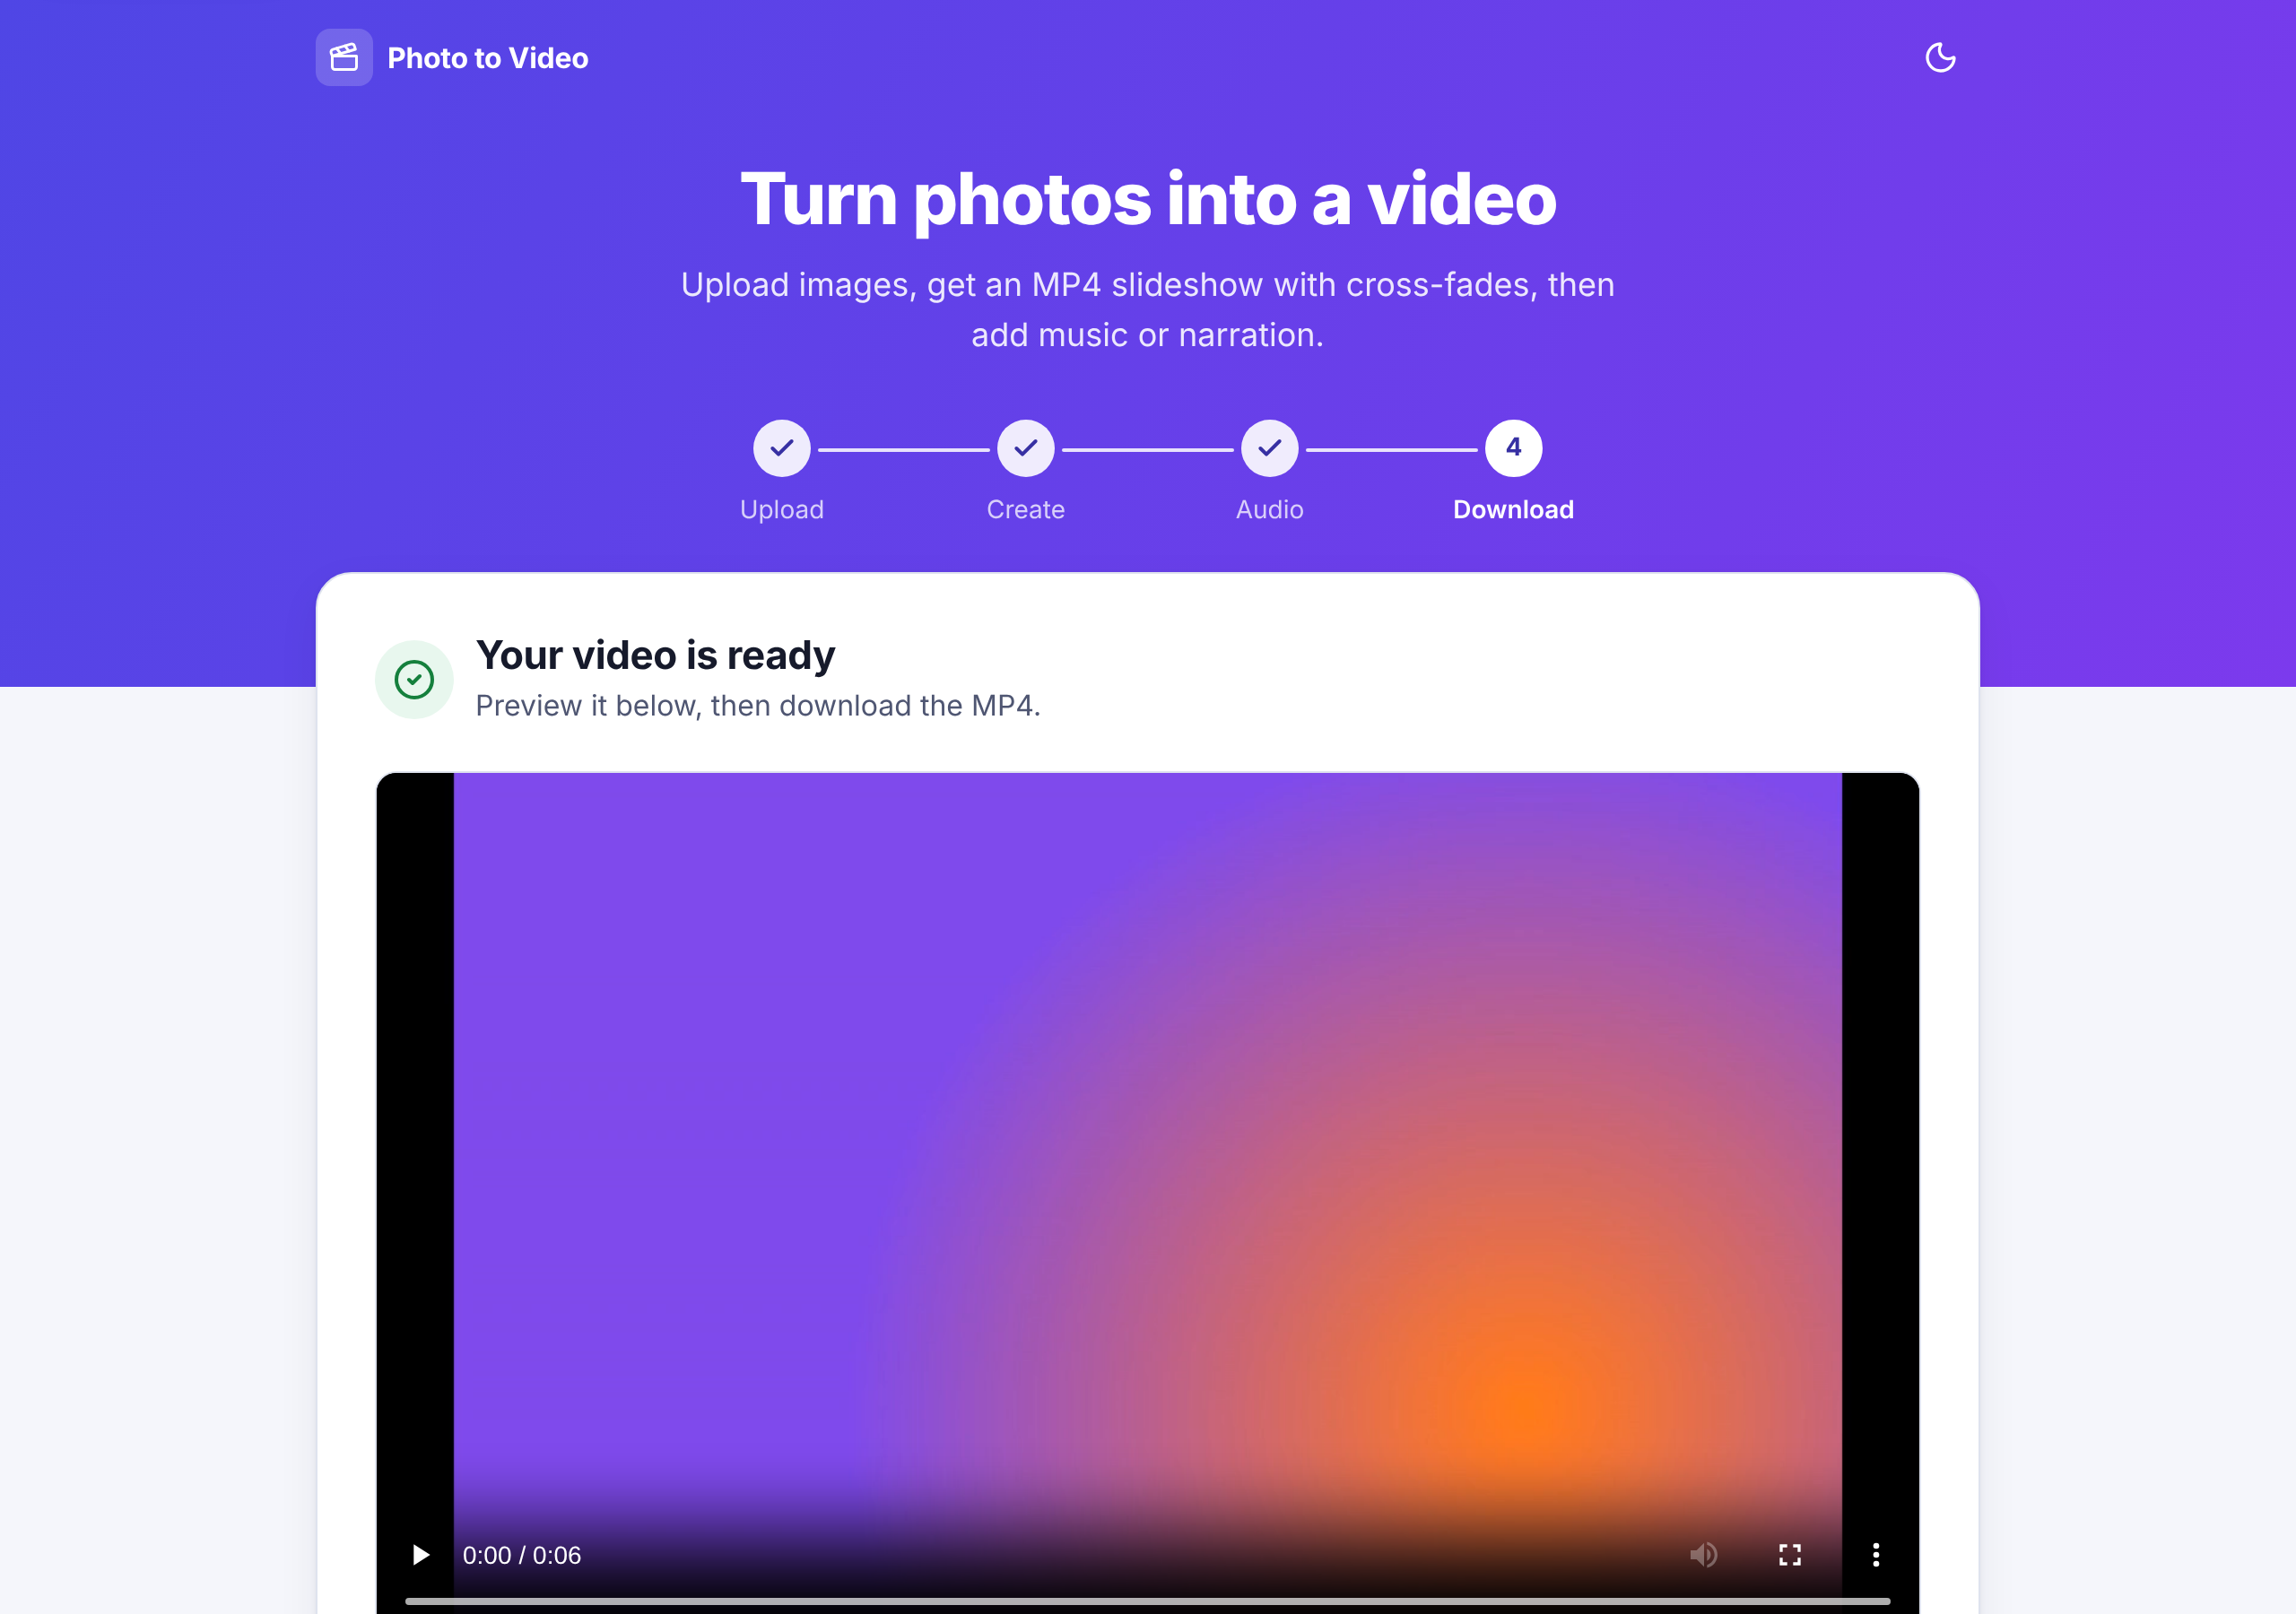 Photo to Video
Turn photos into a video
Upload images, get an MP4 slideshow with cross-fades, then
add music or narration.
4
Upload
Create
Audio
Download
Your video is ready
Preview it below, then download the MP4.
0:00 / 0:06